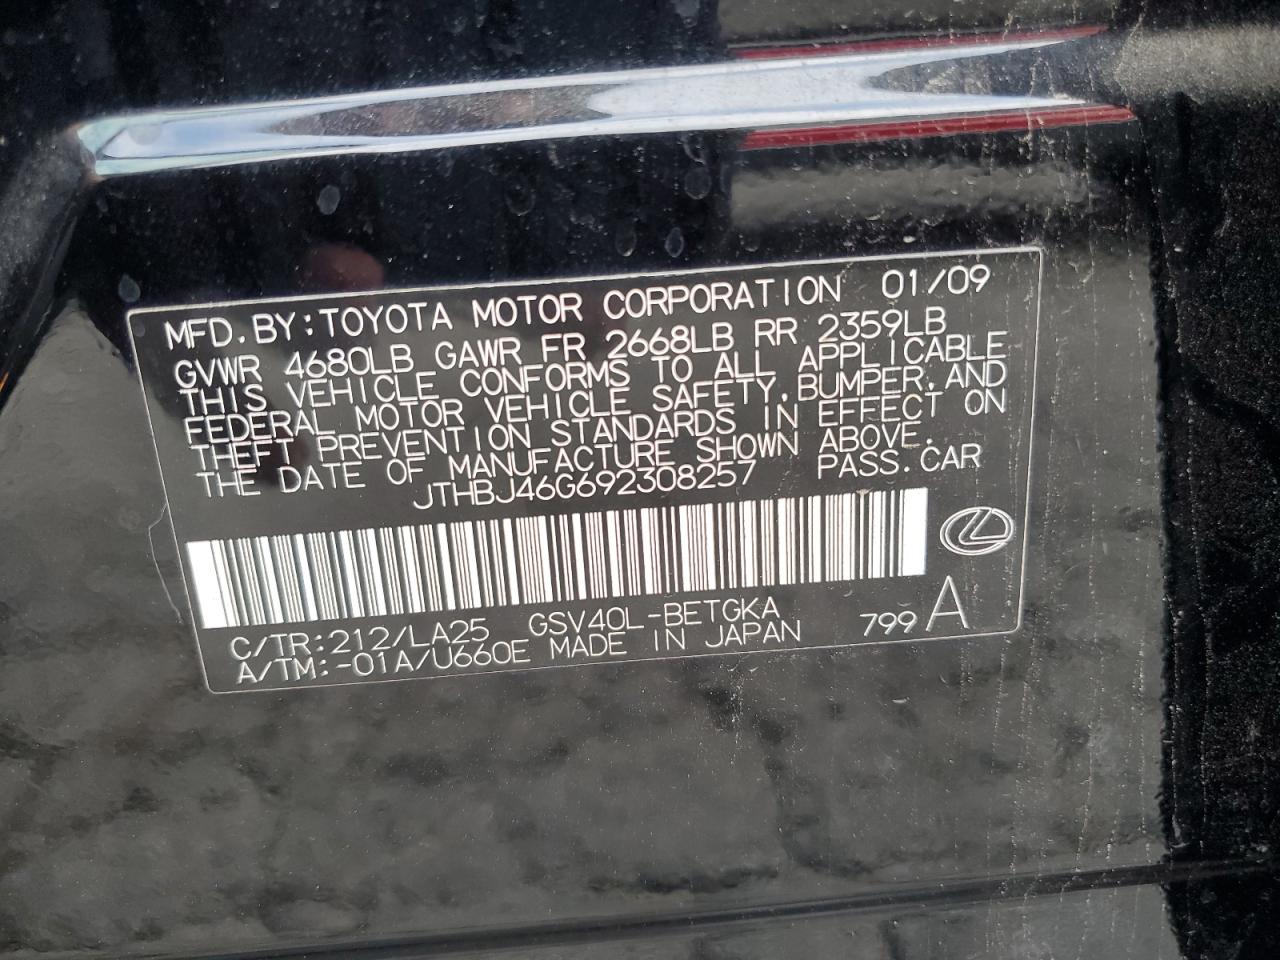 MFD.BY:TOYOTA MOTOR CORPORATION 01/09
GVWR 4680LB GAWR FR 2668LB RR 2359LB
THIS VEHICLE CONFORMS TO ALL APPLICABLE
FEDERAL MOTOR VEHICLE SAFETY,BUMPER,AND
THEFT PREVENTION STANDARDS IN EFFECT ON
THE DATE OF MANUFACTURE SHOWN ABOVE.
JTHBJ46G692308257 PASS.CAR
C/TR:212/LA25 GSV40L-BETGKA 799 A
A/TM:-01A/U660E MADE IN JAPAN